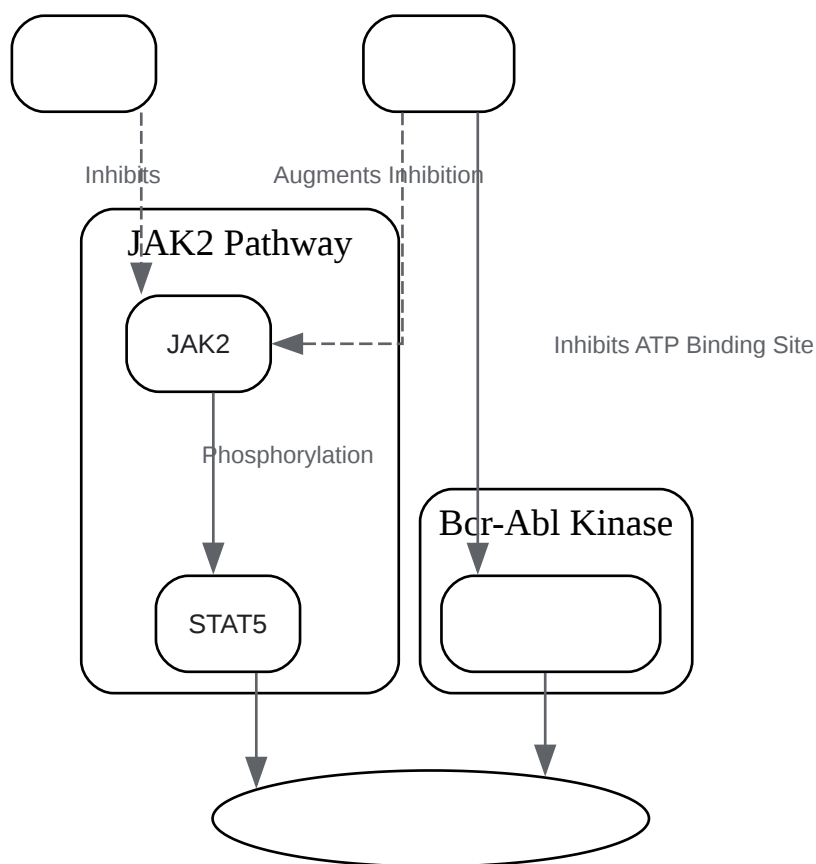 Inhibits
Augments Inhibition
JAK2 Pathway
JAK2
Inhibits ATP Binding Site
Phosphorylation
Bcr-Abl Kinase
STAT5